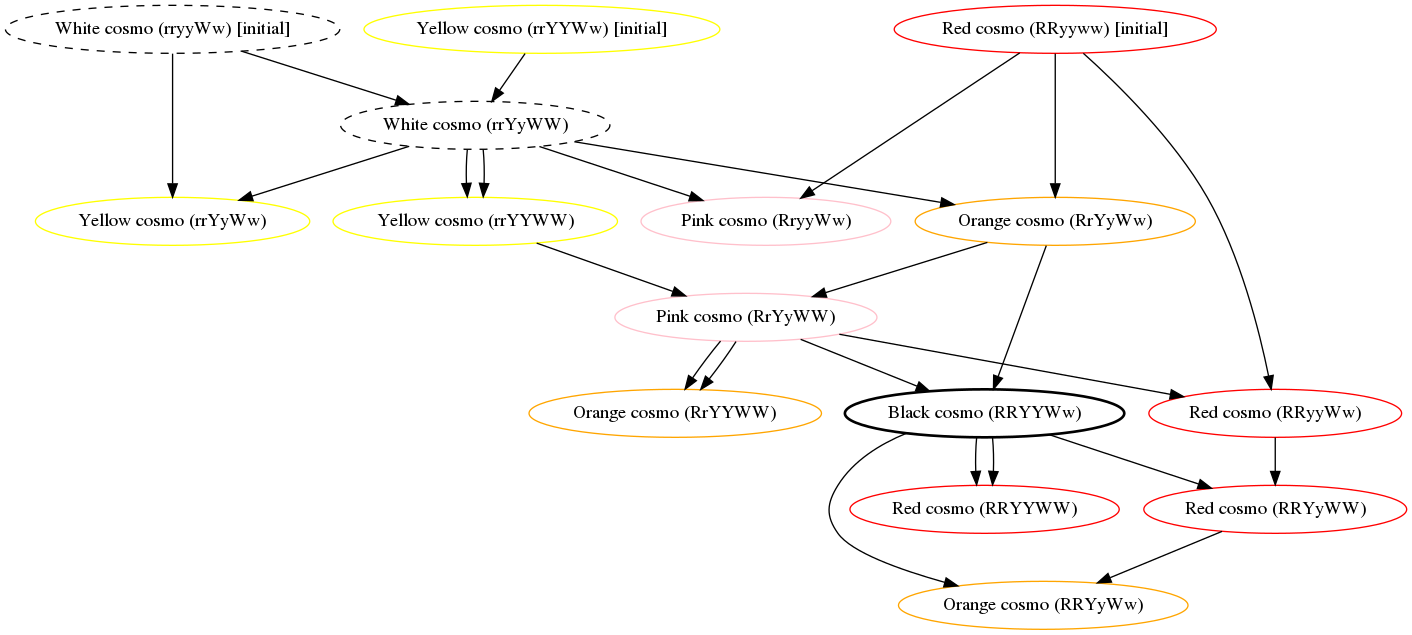 White cosmo (rryyWw) [initial]
Yellow cosmo (rrYYWw) [initial]
Red cosmo (RRyyww) [initial]
White cosmo (rrYyWW)
Yellow cosmo (rrYyWw)
Yellow cosmo (rrYYWW)
Pink cosmo (RryyWw)
Orange cosmo (RrYyWw)
Pink cosmo (RrYyWW)
Orange cosmo (RrYYWW)
Black cosmo (RRYYWw)
Red cosmo (RRyyWw)
Red cosmo (RRYYWW)
Red cosmo (RRYyWW)
Orange cosmo (RRYyWw)